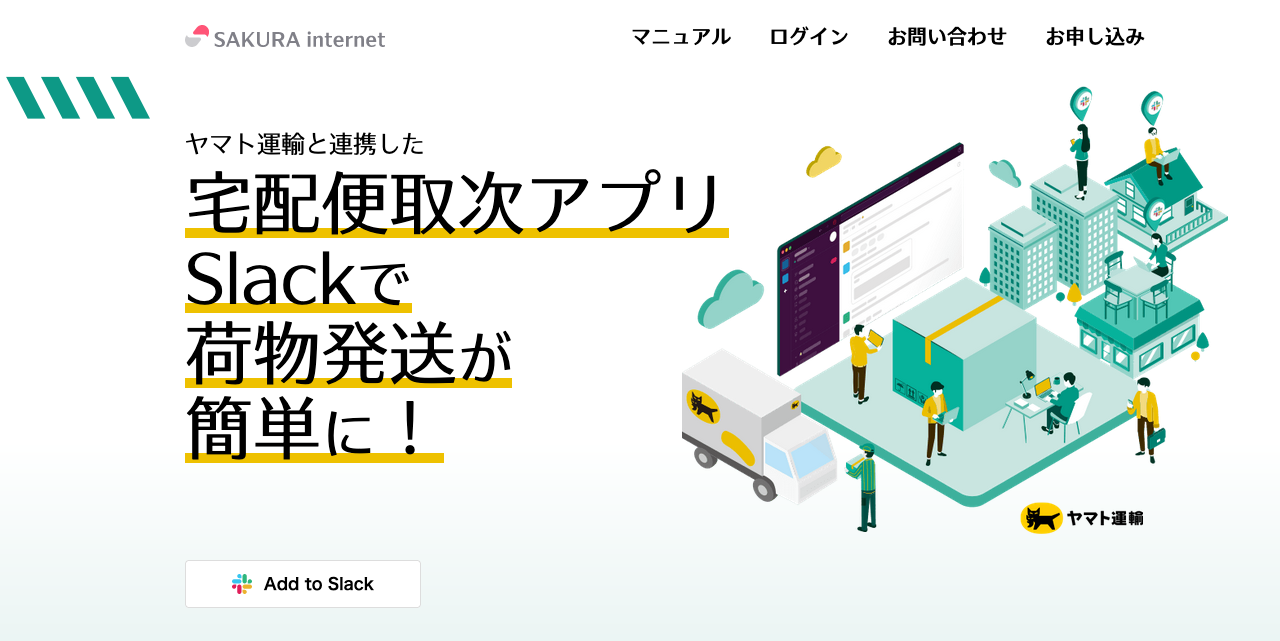 SAKURA internet
マニュアル ログイン お問い合わせ お申し込み
ヤマト運輸と連携した
宅配便取次アプリ
Slackで
荷物発送が
簡単に！
ヤマト運輸
Add to Slack